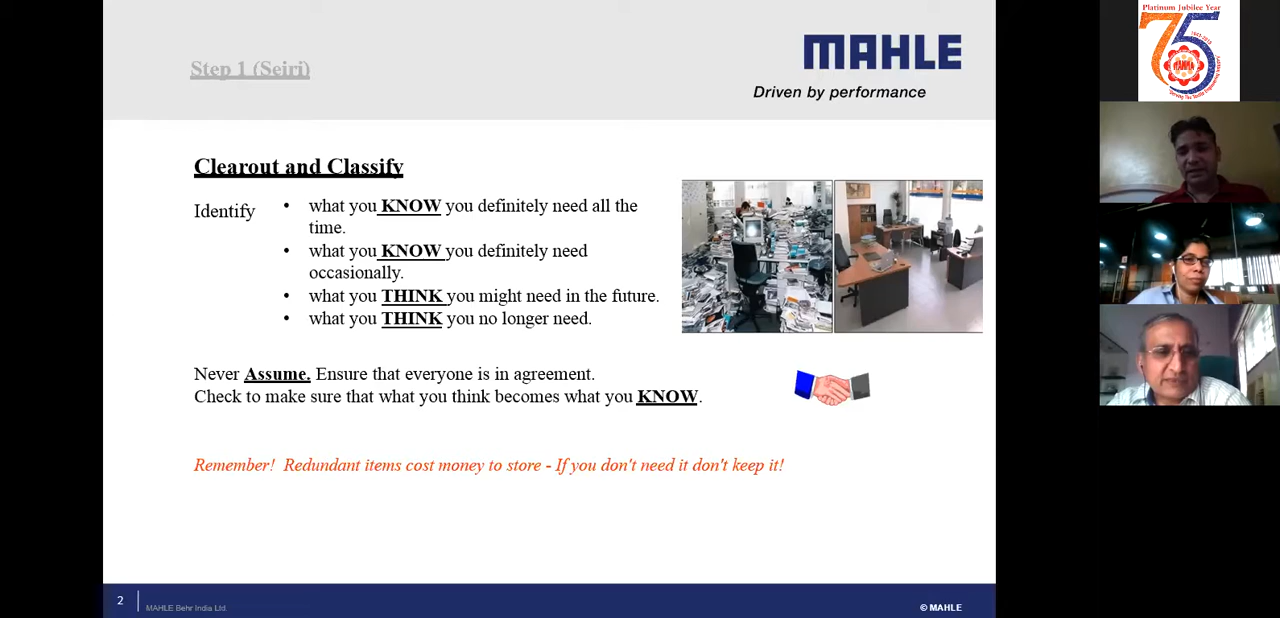 Step 1 (Seiri)
MAHLE
Driven by performance
Clearout and Classify
Identify
• what you KNOW you definitely need all the
time.
• what you KNOW you definitely need
occasionally.
• what you THINK you might need in the future.
• what you THINK you no longer need.
Never Assume. Ensure that everyone is in agreement.
Check to make sure that what you think becomes what you KNOW.
Remember! Redundant items cost money to store - If you don't need it don't keep it!
2
MAHLE Behr India Ltd
© MAHLE
Platinum Jubilee Year
75